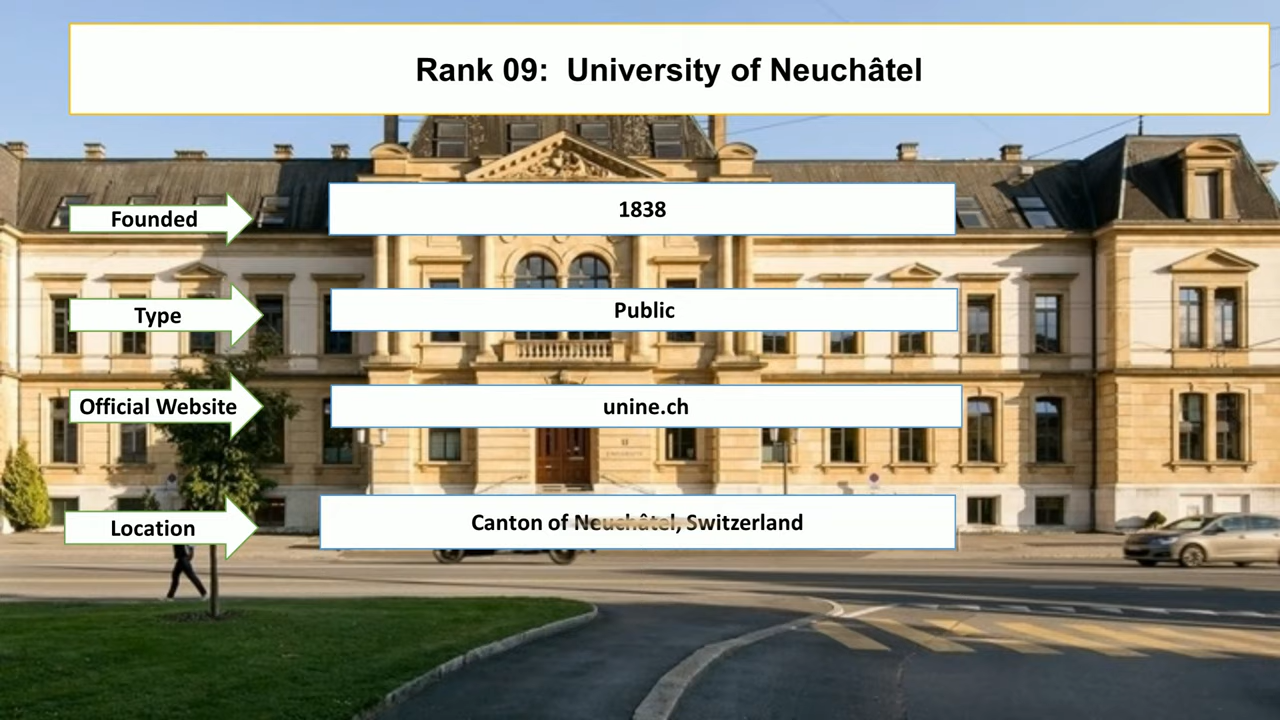 Rank 09: University of Neuchâtel
Founded
1838
Type
Public
Official Website
unine.ch
Location
Canton of Neuchâtel, Switzerland